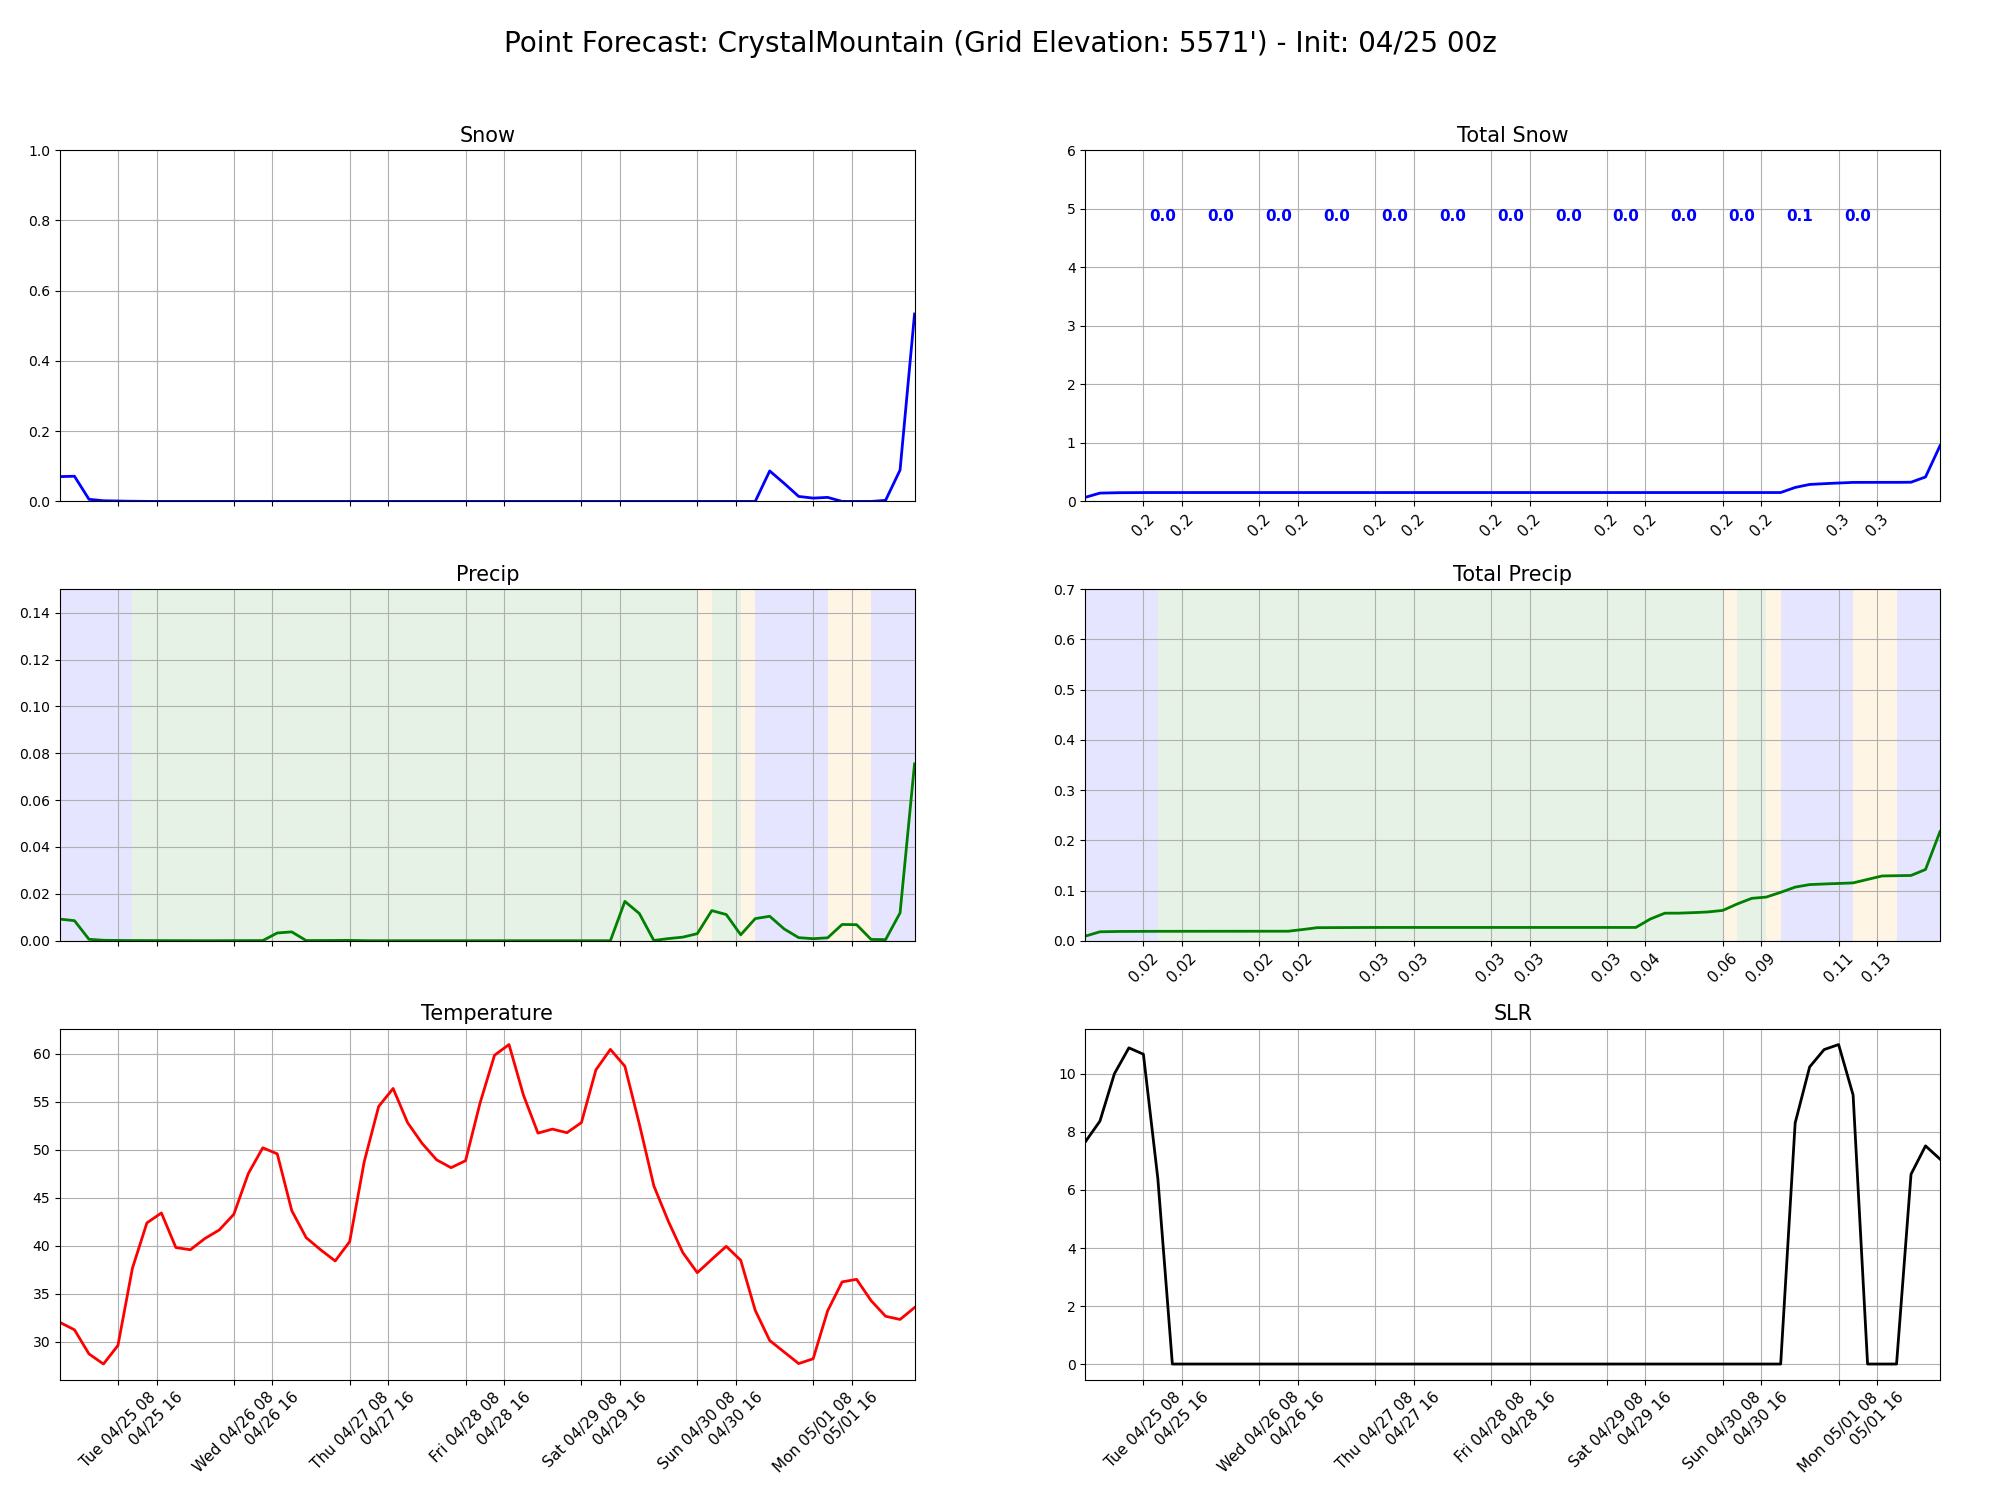 Point Forecast: CrystalMountain (Grid Elevation: 5571') - Init: 04/25 00z
Snow
1.0
0.8
0.6
0.4
0.2
0.0
Total Snow
6
5
4
3
2
1
0
0.0 0.0 0.0 0.0 0.0 0.0 0.0 0.0 0.0 0.0 0.0 0.1 0.0
0.2 0.2 0.2 0.2 0.2 0.2 0.2 0.2 0.2 0.2 0.2 0.2 0.3 0.3
Precip
0.14
0.12
0.10
0.08
0.06
0.04
0.02
0.00
Total Precip
0.7
0.6
0.5
0.4
0.3
0.2
0.1
0.0
0.02 0.02 0.02 0.02 0.03 0.03 0.03 0.03 0.03 0.04 0.06 0.09 0.11 0.13
Temperature
60
55
50
45
40
35
30
Tue 04/25 08
04/25 16
Wed 04/26 08
04/26 16
Thu 04/27 08
04/27 16
Fri 04/28 08
04/28 16
Sat 04/29 08
04/29 16
Sun 04/30 08
04/30 16
Mon 05/01 08
05/01 16
SLR
10
8
6
4
2
0
Tue 04/25 08
04/25 16
Wed 04/26 08
04/26 16
Thu 04/27 08
04/27 16
Fri 04/28 08
04/28 16
Sat 04/29 08
04/29 16
Sun 04/30 08
04/30 16
Mon 05/01 08
05/01 16